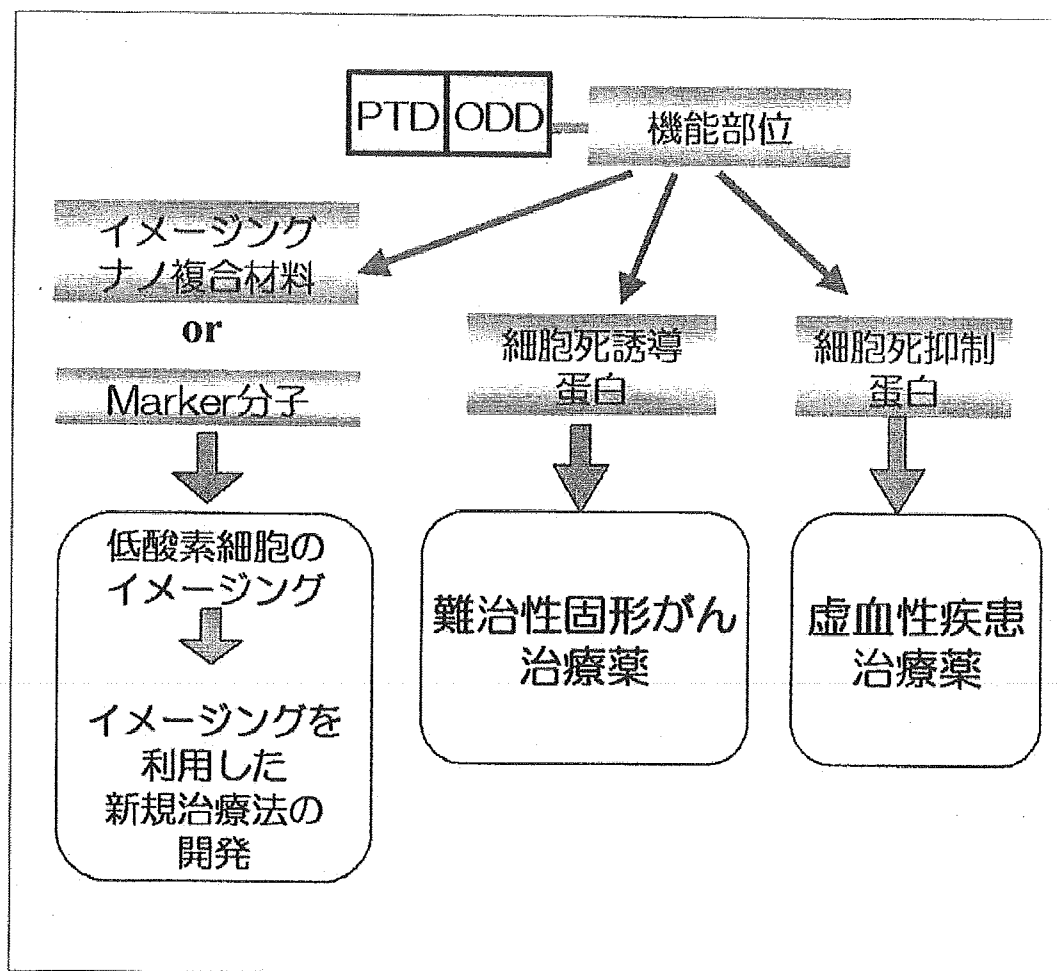 PTD ODD 機能部位
イメージング
ナノ複合材料
or
Marker分子
細胞死誘導
蛋白
細胞死抑制
蛋白
低酸素細胞の
イメージング
イメージングを
利用した
新規治療法の
開発
難治性固形がん
治療薬
虚血性疾患
治療薬